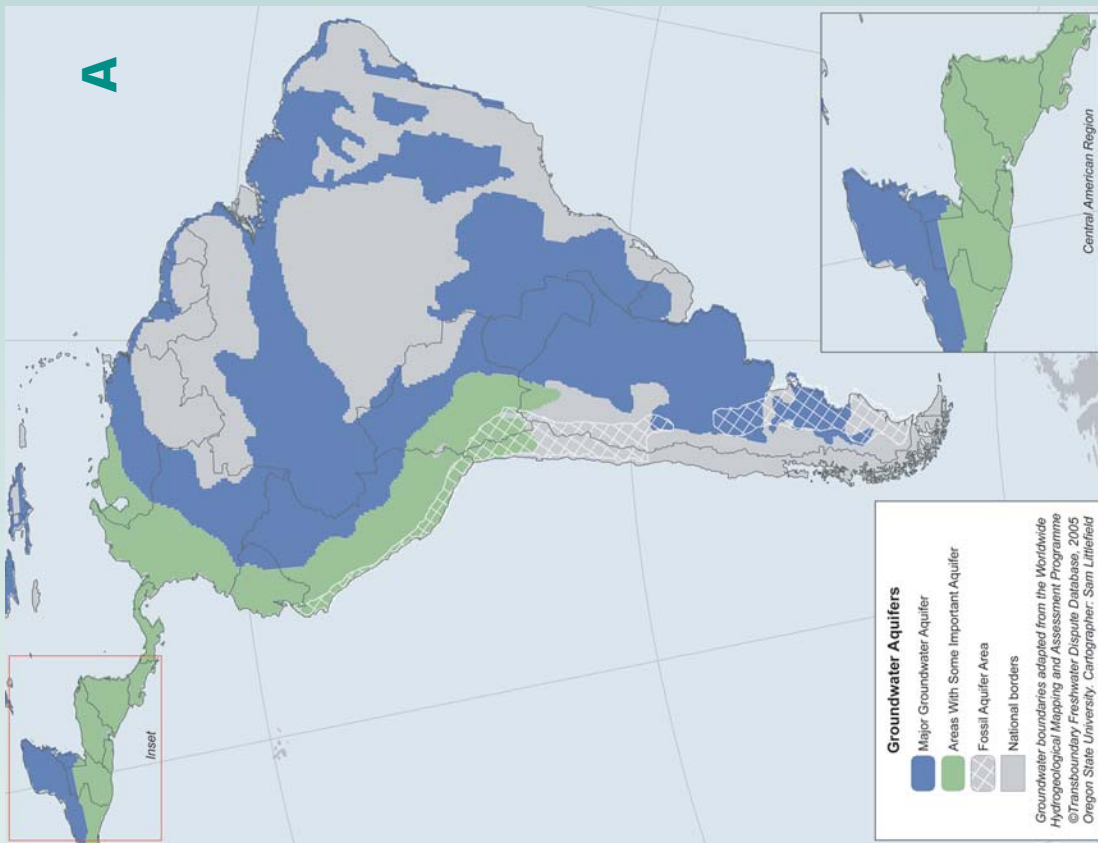 A
Inset
Central American Region
Groundwater Aquifers
Major Groundwater Aquifer
Areas With Some Important Aquifer
Fossil Aquifer Area
National borders
Groundwater boundaries adapted from the Worldwide
Hydrogeological Mapping and Assessment Programme
©Transboundary Freshwater Dispute Database, 2005
Oregon State University. Cartographer: Sam Littlefield